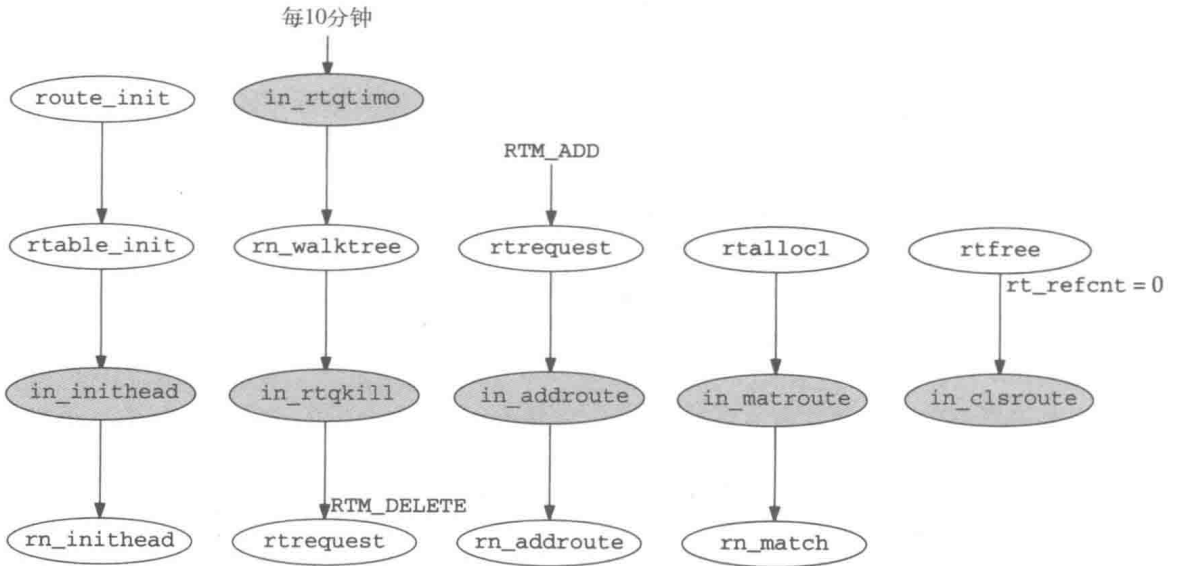 每10分钟
route_init
in_rtqtimo
RTM_ADD
rtable_init
rn_walktree
rtrequest
rtalloc1
rtfree
rt_refcnt = 0
in_inithead
in_rtqkill
in_addroute
in_matroute
in_clsroute
RTM_DELETE
rn_inithead
rtrequest
rn_addroute
rn_match